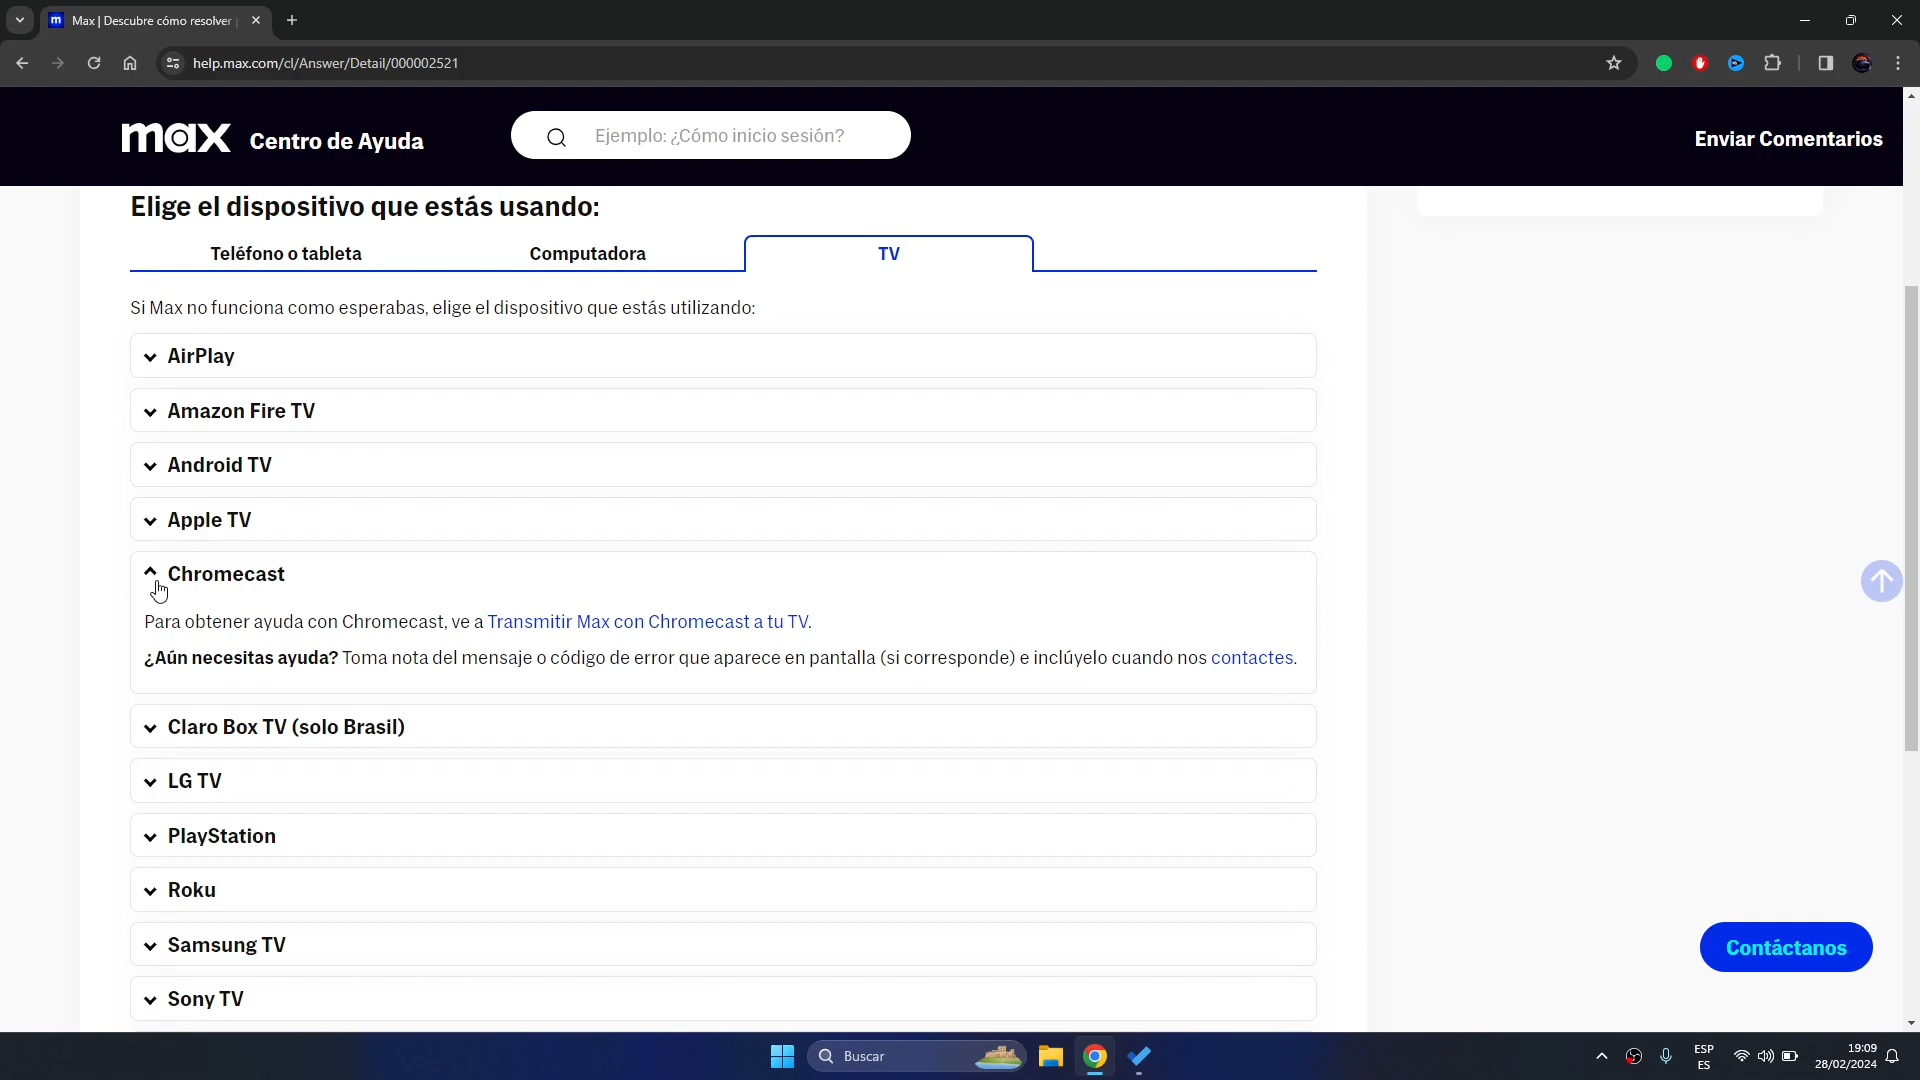 Max | Descubre cómo resolver
help.max.com/cl/Answer/Detail/000002521
max Centro de Ayuda
Ejemplo: ¿Cómo inicio sesión?
Enviar Comentarios
Elige el dispositivo que estás usando:
Teléfono o tableta
Computadora
TV
Si Max no funciona como esperabas, elige el dispositivo que estás utilizando:
AirPlay
Amazon Fire TV
Android TV
Apple TV
Chromecast
Para obtener ayuda con Chromecast, ve a Transmitir Max con Chromecast a tu TV.
¿Aún necesitas ayuda? Toma nota del mensaje o código de error que aparece en pantalla (si corresponde) e inclúyelo cuando nos contactes.
Claro Box TV (solo Brasil)
LG TV
PlayStation
Roku
Samsung TV
Sony TV
Contáctanos
Buscar
ESP
ES
19:09
28/02/2024